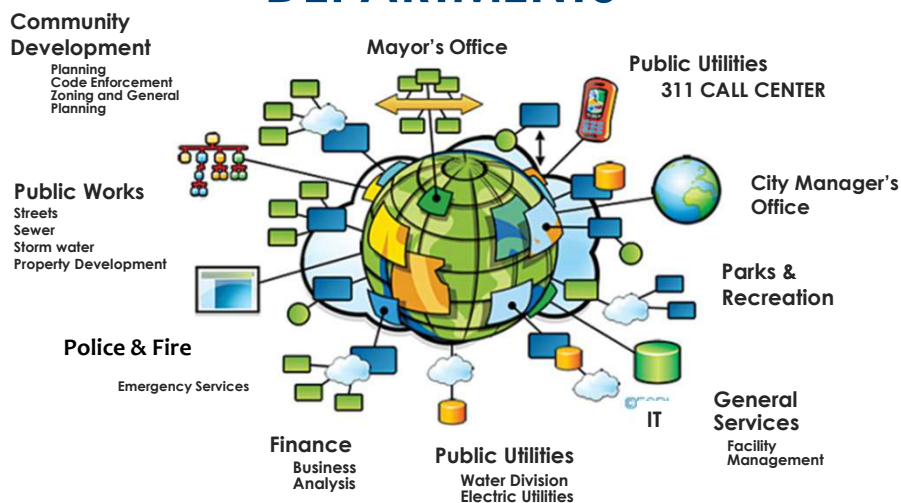 DEPARTMENTS
Community
Development
Planning
Code Enforcement
Zoning and General
Planning
Mayor's Office
Public Utilities
311 CALL CENTER
Public Works
Streets
Sewer
Storm water
Property Development
City Manager's
Office
Parks &
Recreation
Police & Fire
Emergency Services
Finance
Business
Analysis
Public Utilities
Water Division
Electric Utilities
IT
General
Services
Facility
Management